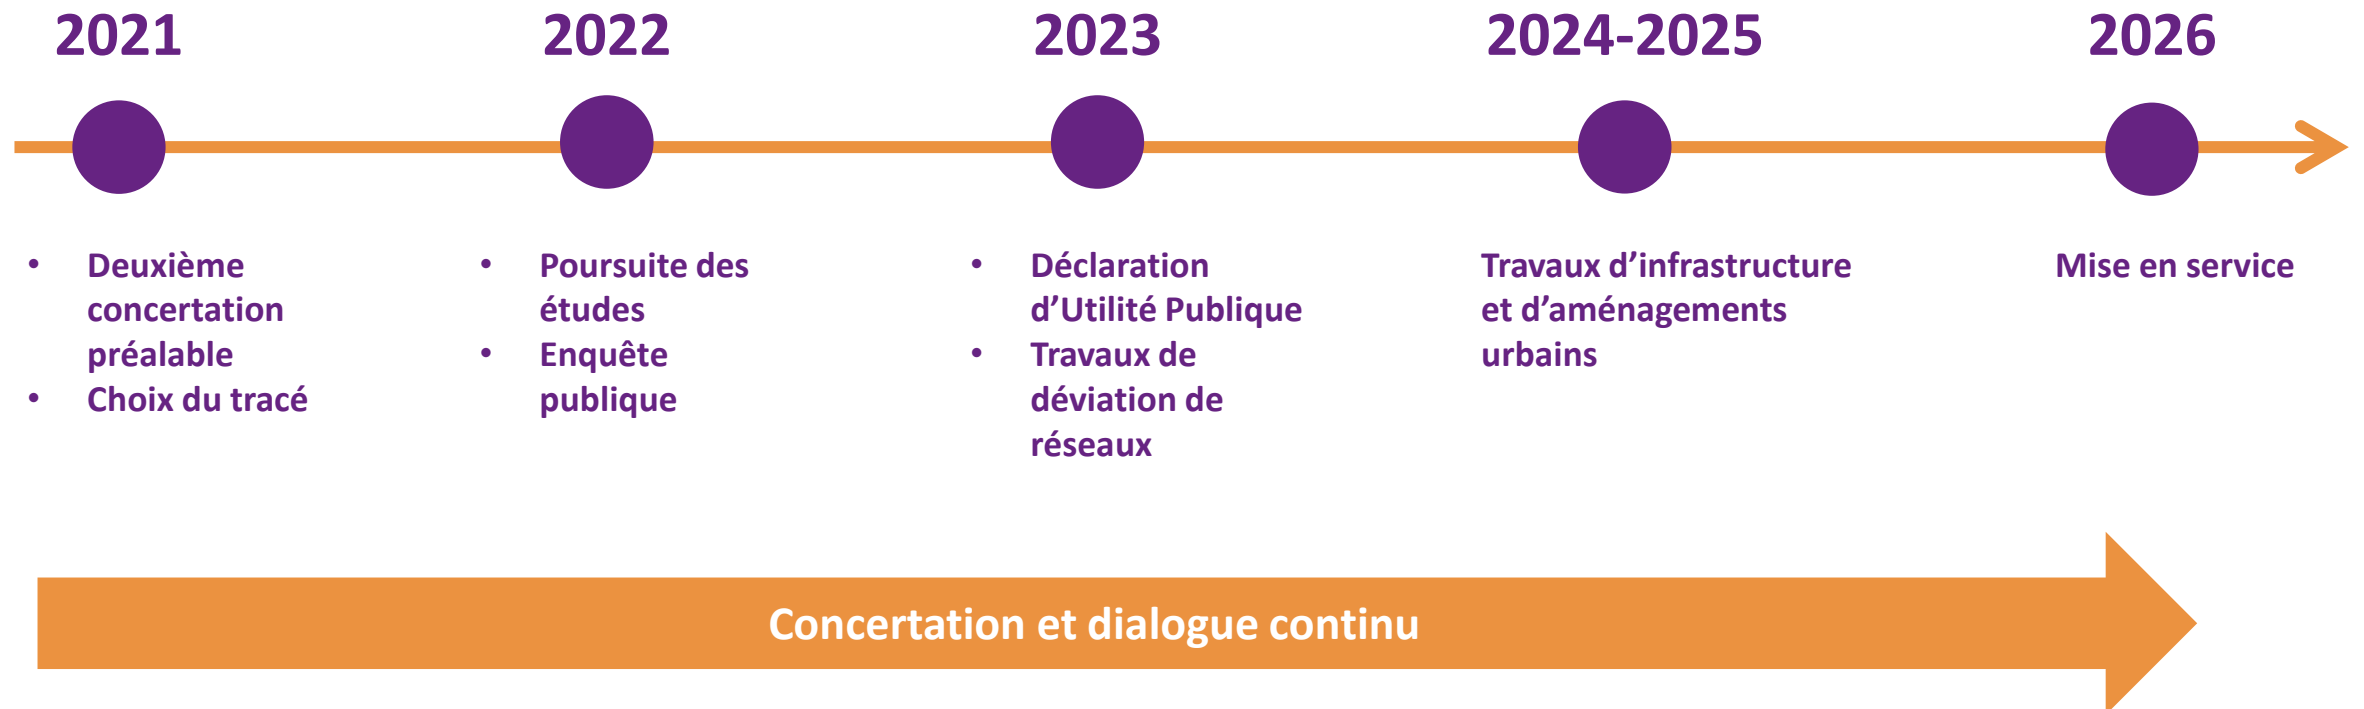 2021
2022
2023
2024-2025
2026
• Deuxième
concertation
préalable
• Choix du tracé
• Poursuite des
études
• Enquête
publique
• Déclaration
d’Utilité Publique
• Travaux de
déviation de
réseaux
Travaux d’infrastructure
et d’aménagements
urbains
Mise en service
Concertation et dialogue continu